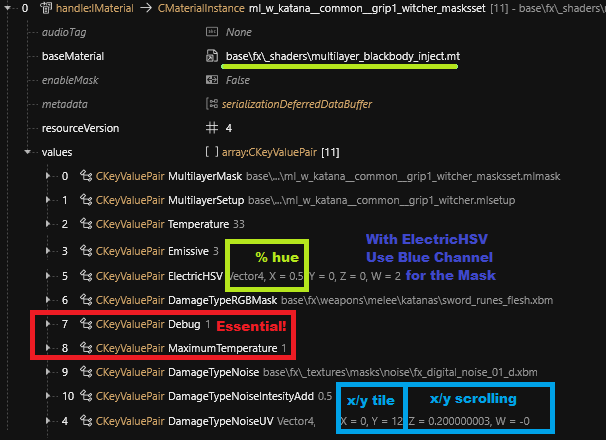 0 handle:IMaterial → CMaterialInstance ml_w_katana__common__grip1_witcher_masksset [11] - base\fx\_shaders\mul
audioTag None
baseMaterial base\fx\_shaders\multilayer_blackbody_inject.mt
enableMask False
metadata serializationDeferredDataBuffer
resourceVersion # 4
values [ ] array:CKeyValuePair [11]
0 CKeyValuePair MultilayerMask base\...\ml_w_katana__common__grip1_witcher_masksset.mlmask
1 CKeyValuePair MultilayerSetup base\...\ml_w_katana__common__grip1_witcher.mlsetup
2 CKeyValuePair Temperature 33
3 CKeyValuePair Emissive 3
5 CKeyValuePair ElectricHSV Vector4, X = 0.5, Y = 0, Z = 0, W = 2
% hue
With ElectricHSV
Use Blue Channel
for the Mask
6 CKeyValuePair DamageTypeRGBMask base\fx\weapons\melee\katanas\sword_runes_flesh.xbm
7 CKeyValuePair Debug 1
Essential!
8 CKeyValuePair MaximumTemperature 1
9 CKeyValuePair DamageTypeNoise base\fx\_textures\masks\noise\fx_digital_noise_01_d.xbm
10 CKeyValuePair DamageTypeNoiseIntesityAdd 0.5
x/y tile x/y scrolling
4 CKeyValuePair DamageTypeNoiseUV Vector4, X = 0, Y = 12, Z = 0.200000003, W = -0